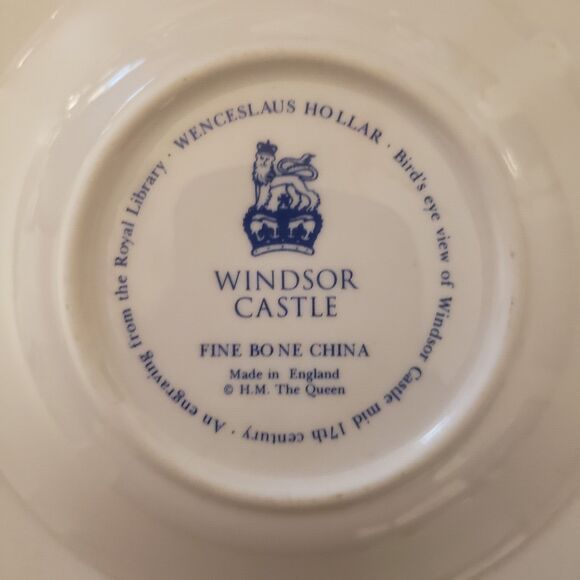 WENCESLAUS HOLLAR · Bird's eye view of Windsor Castle mid 17th century · An engraving from the Royal Library ·
WINDSOR
CASTLE
FINE BONE CHINA
Made in England
© H.M. The Queen